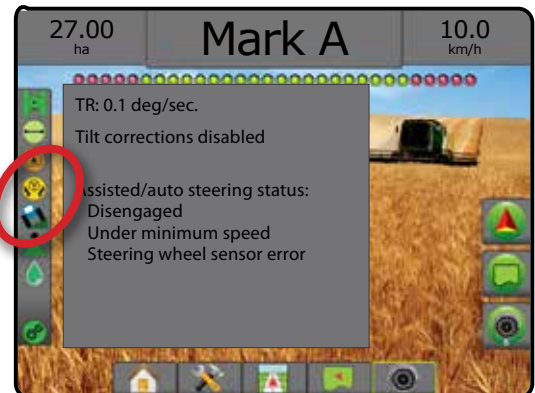 27.00
ha
Mark A
10.0
km/h
TR: 0.1 deg/sec.
Tilt corrections disabled
Assisted/auto steering status:
Disengaged
Under minimum speed
Steering wheel sensor error